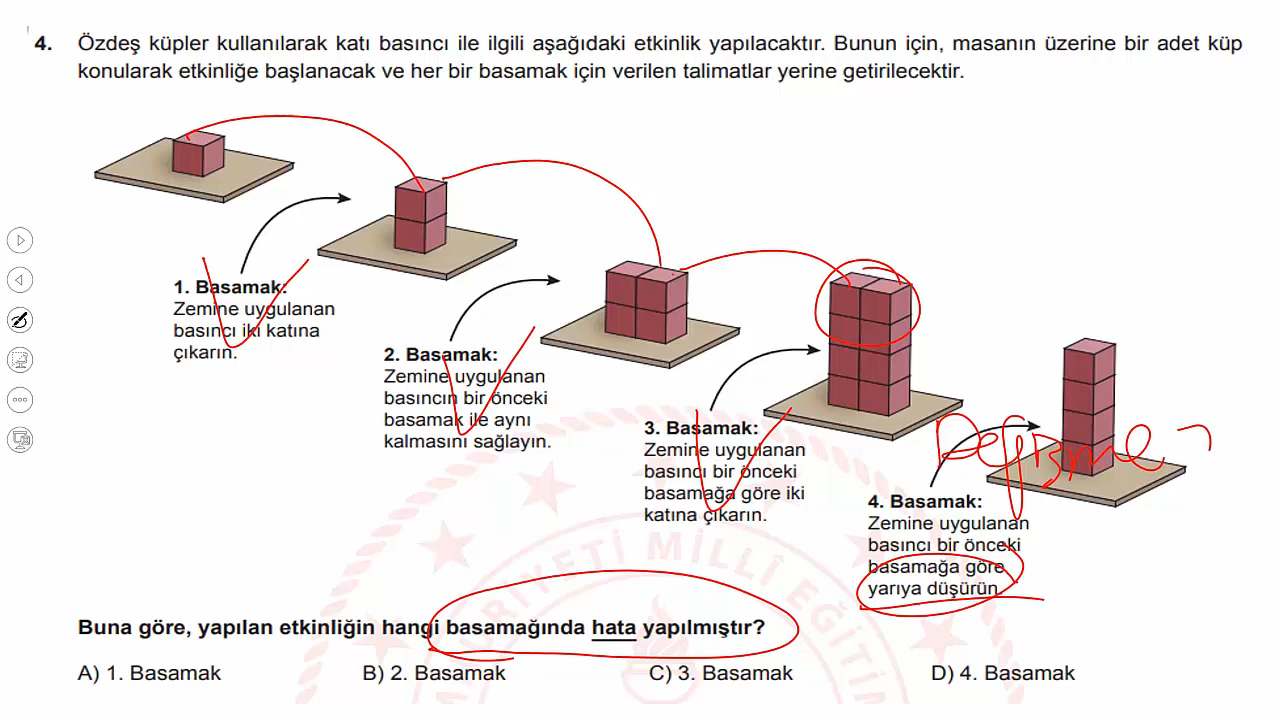 4. Özdeş küpler kullanılarak katı basıncı ile ilgili aşağıdaki etkinlik yapılacaktır. Bunun için, masanın üzerine bir adet küp
konularak etkinliğe başlanacak ve her bir basamak için verilen talimatlar yerine getirilecektir.
1. Basamak:
Zemine uygulanan
basıncı iki katına
çıkarın.
2. Basamak:
Zemine uygulanan
basıncın bir önceki
basamak ile aynı
kalmasını sağlayın.
3. Basamak:
Zemine uygulanan
basıncı bir önceki
basamağa göre iki
katına çıkarın.
4. Basamak:
Zemine uygulanan
basıncı bir önceki
basamağa göre
yarıya düşürün.
Buna göre, yapılan etkinliğin hangi basamağında hata yapılmıştır?
A) 1. Basamak
B) 2. Basamak
C) 3. Basamak
D) 4. Basamak